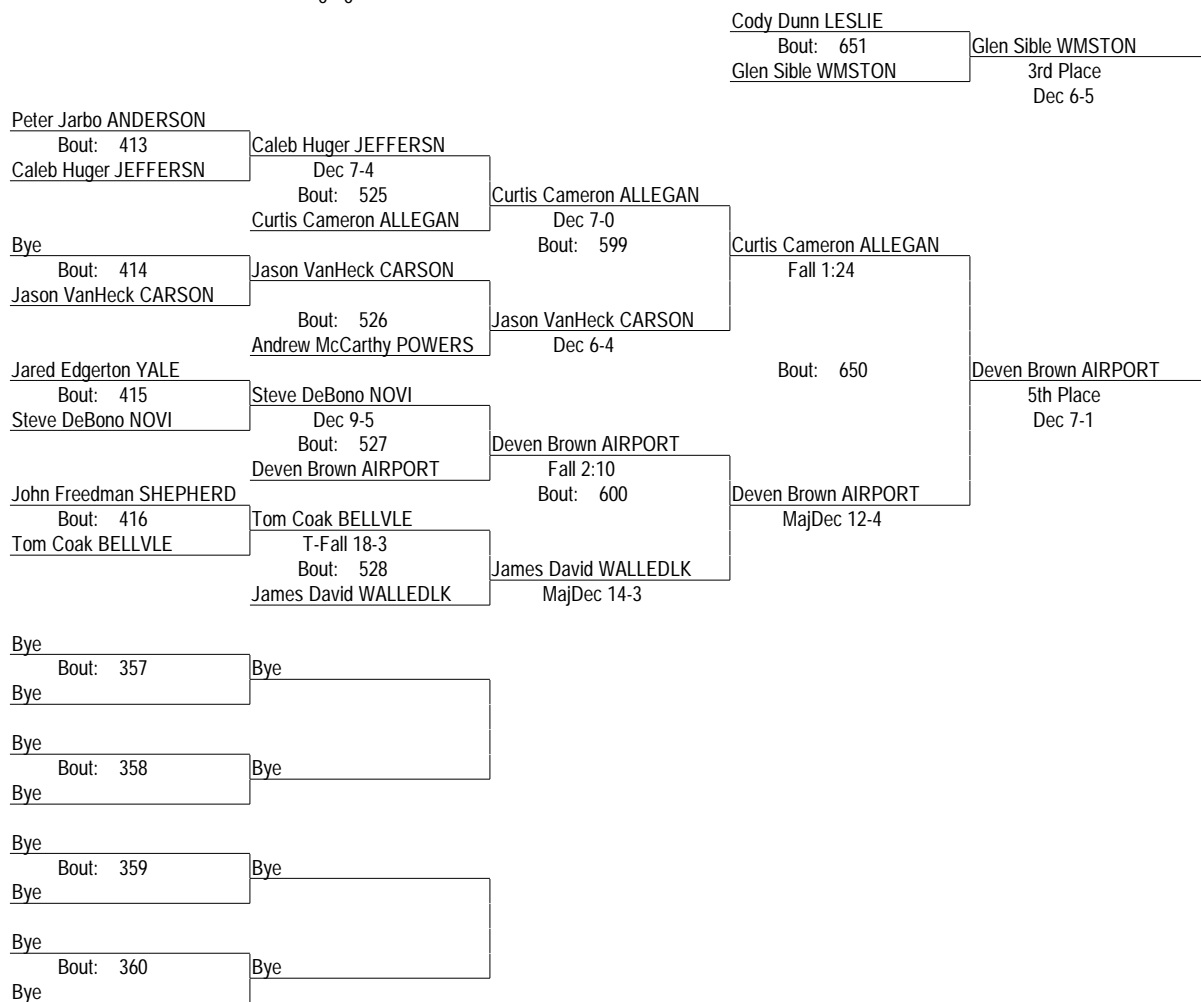 Cody Dunn LESLIE
Bout: 651 Glen Sible WMSTON
Glen Sible WMSTON 3rd Place
Dec 6-5
Peter Jarbo ANDERSON
Bout: 413 Caleb Huger JEFFERSN
Caleb Huger JEFFERSN Dec 7-4
Bout: 525 Curtis Cameron ALLEGAN
Curtis Cameron ALLEGAN Dec 7-0
Bye Bout: 599 Curtis Cameron ALLEGAN
Bout: 414 Jason VanHeck CARSON Fall 1:24
Jason VanHeck CARSON
Bout: 526 Jason VanHeck CARSON
Andrew McCarthy POWERS Dec 6-4
Jared Edgerton YALE Bout: 650 Deven Brown AIRPORT
Bout: 415 Steve DeBono NOVI 5th Place
Steve DeBono NOVI Dec 9-5 Dec 7-1
Bout: 527 Deven Brown AIRPORT
Deven Brown AIRPORT Fall 2:10
John Freedman SHEPHERD Bout: 600 Deven Brown AIRPORT
Bout: 416 Tom Coak BELLVLE MajDec 12-4
Tom Coak BELLVLE T-Fall 18-3
Bout: 528 James David WALLEDLK
James David WALLEDLK MajDec 14-3
Bye
Bout: 357 Bye
Bye
Bye
Bout: 358 Bye
Bye
Bye
Bout: 359 Bye
Bye
Bye
Bout: 360 Bye
Bye